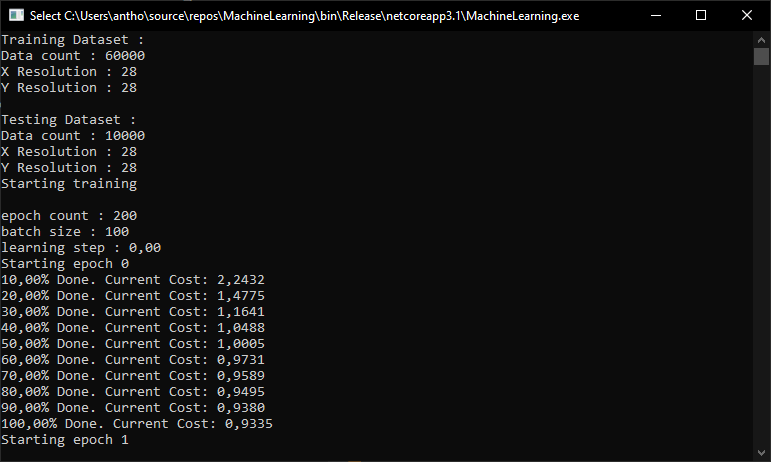 Select C:\Users\antho\source\repos\MachineLearning\bin\Release\netcoreapp3.1\MachineLearning.exe
Training Dataset :
Data count : 60000
X Resolution : 28
Y Resolution : 28
Testing Dataset :
Data count : 10000
X Resolution : 28
Y Resolution : 28
Starting training
epoch count : 200
batch size : 100
learning step : 0,00
Starting epoch 0
10,00% Done. Current Cost: 2,2432
20,00% Done. Current Cost: 1,4775
30,00% Done. Current Cost: 1,1641
40,00% Done. Current Cost: 1,0488
50,00% Done. Current Cost: 1,0005
60,00% Done. Current Cost: 0,9731
70,00% Done. Current Cost: 0,9589
80,00% Done. Current Cost: 0,9495
90,00% Done. Current Cost: 0,9380
100,00% Done. Current Cost: 0,9335
Starting epoch 1